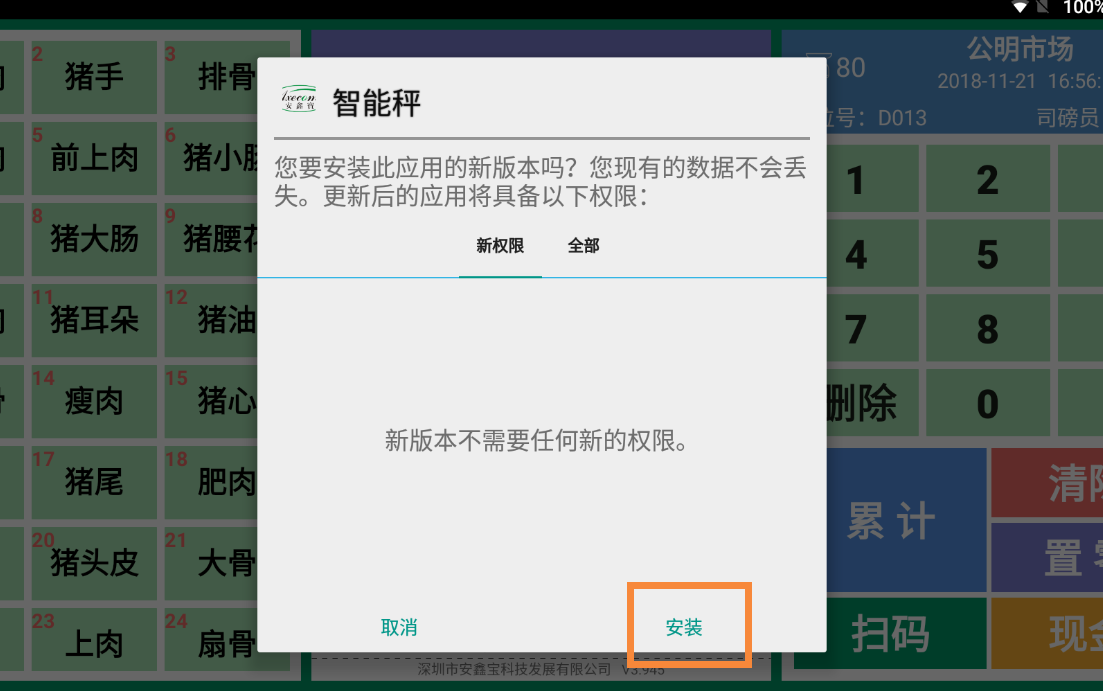 100%
2 猪手
3 排骨
5 前上肉
6 猪小肠
8 猪大肠
9 猪腰花
11 猪耳朵
12 猪油
14 瘦肉
15 猪心
17 猪尾
18 肥肉
20 猪头皮
21 大骨
23 上肉
24 扇骨
Ixecon
安鑫寳
智能秤
您要安装此应用的新版本吗？您现有的数据不会丢
失。更新后的应用将具备以下权限：
新权限 全部
新版本不需要任何新的权限。
取消 安装
深圳市安鑫宝科技发展有限公司 V3.945
80
公明市场
2018-11-21 16:56:
位号：D013 司磅员
1 2
4 5
7 8
删除 0
累计
清除
置零
扫码
现金